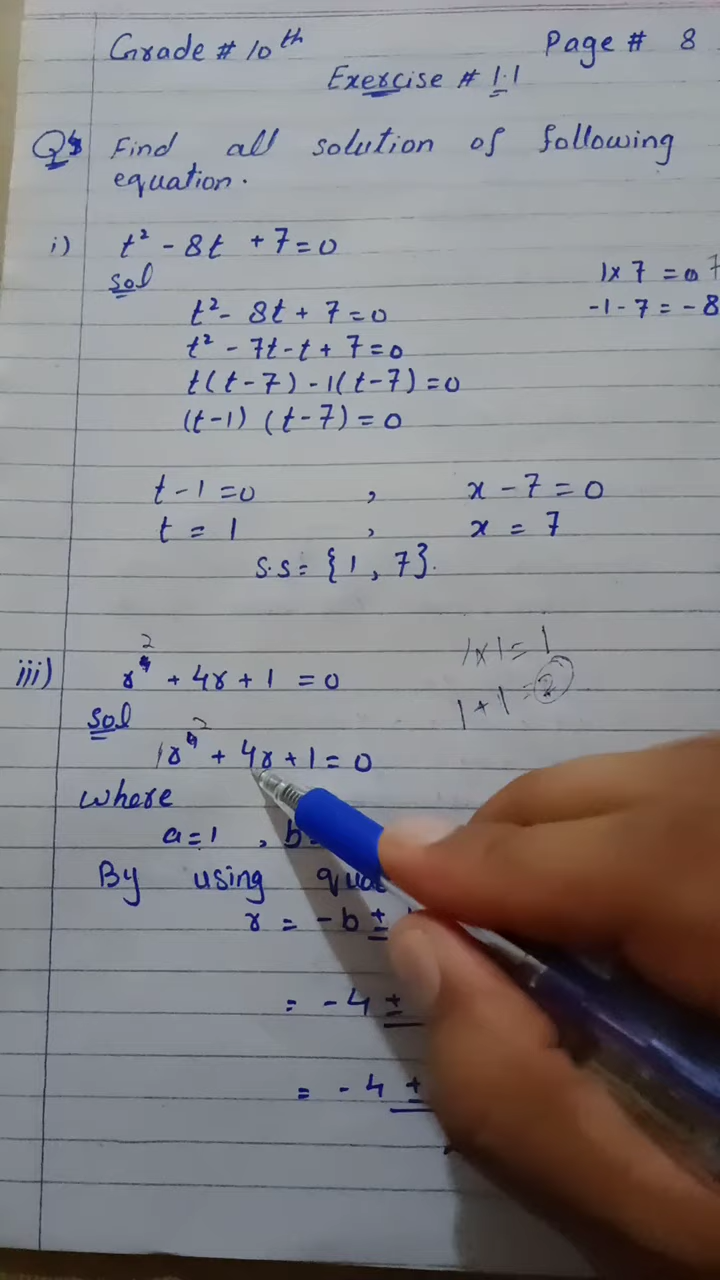 Grade # 10th Page # 8
Exercise # 1.1
Find all solution of following
equation.
i) t² - 8t + 7 = 0
Sol
1 x 7 = 7
t² - 8t + 7 = 0
-1 - 7 = - 8
t² - 7t - t + 7 = 0
t(t-7) - 1(t-7) = 0
(t-1) (t-7) = 0
t - 1 = 0 , x - 7 = 0
t = 1 , x = 7
S.S = {1, 7}.
1x1 = 1
iii) r² + 4r + 1 = 0
1 + 1 = 2
Sol
1r² + 4r + 1 = 0
where
a = 1 , b =
By using
r = - b ±
= - 4 ±
= - 4 ±